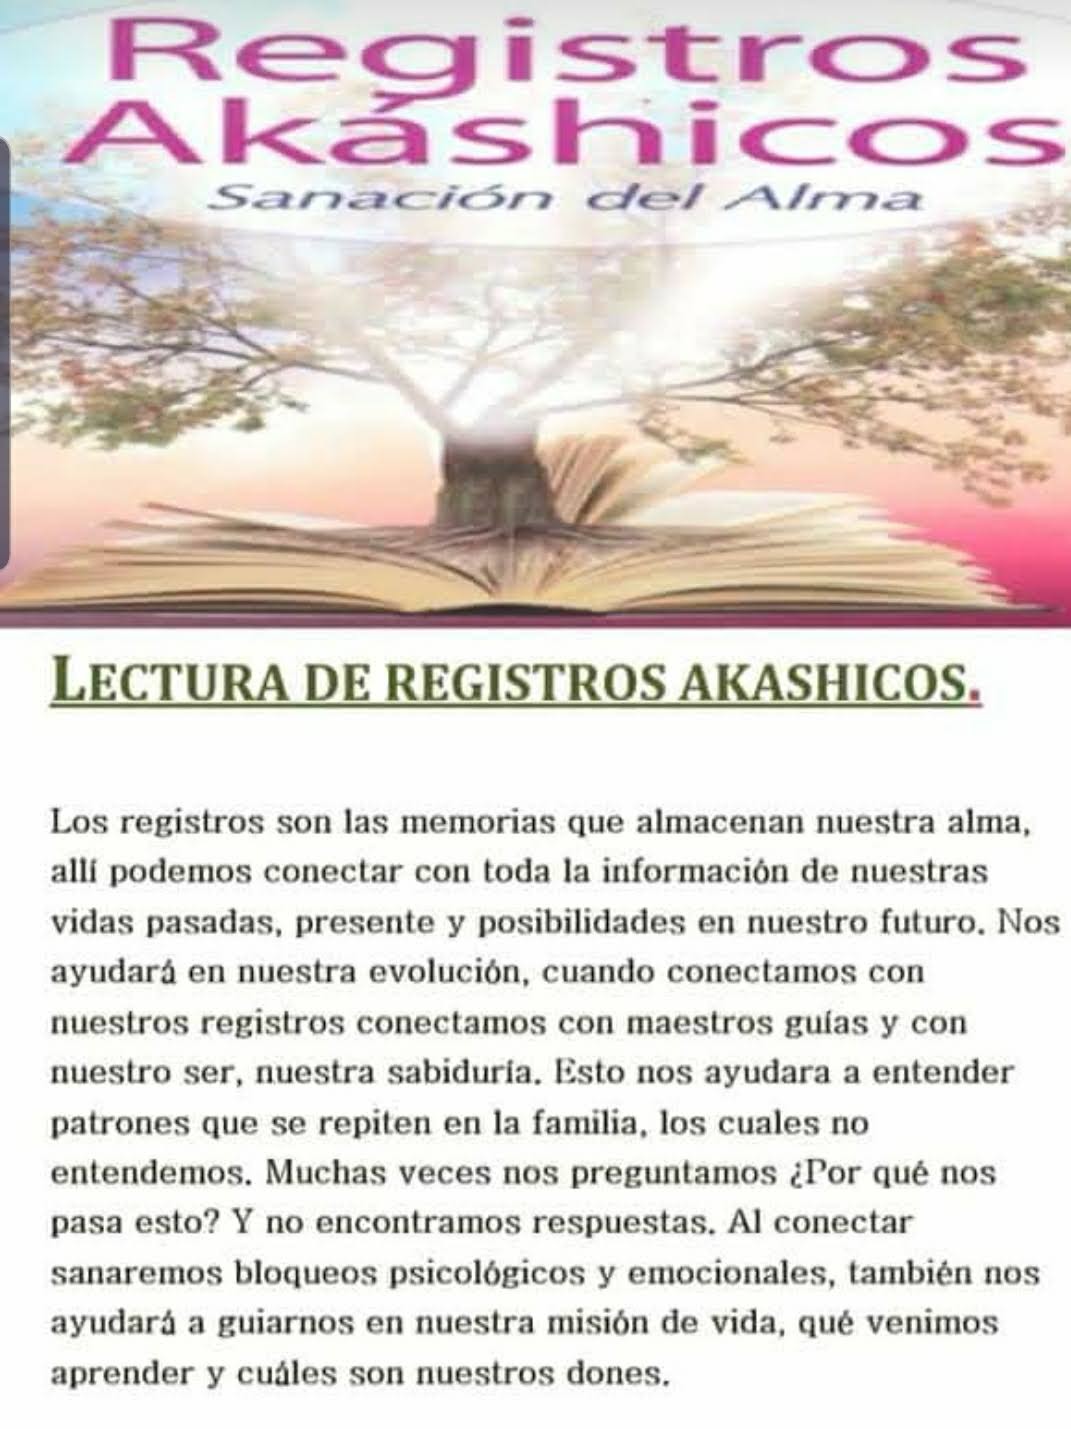 Registros
Akáshicos
Sanación del Alma
LECTURA DE REGISTROS AKASHICOS.
Los registros son las memorias que almacenan nuestra alma,
allí podemos conectar con toda la información de nuestras
vidas pasadas, presente y posibilidades en nuestro futuro. Nos
ayudará en nuestra evolución, cuando conectamos con
nuestros registros conectamos con maestros guías y con
nuestro ser, nuestra sabiduría. Esto nos ayudara a entender
patrones que se repiten en la familia, los cuales no
entendemos. Muchas veces nos preguntamos ¿Por qué nos
pasa esto? Y no encontramos respuestas. Al conectar
sanaremos bloqueos psicológicos y emocionales, también nos
ayudará a guiarnos en nuestra misión de vida, qué venimos
aprender y cuáles son nuestros dones.